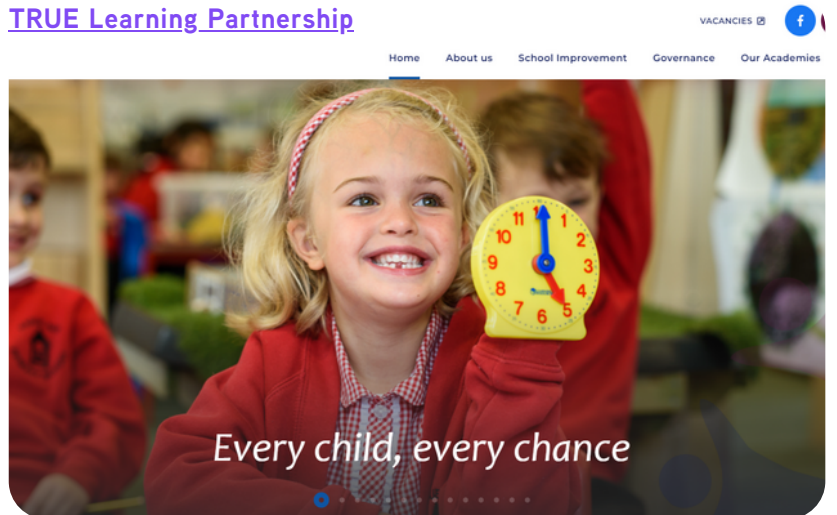 TRUE Learning Partnership
VACANCIES
f
Home About us School Improvement Governance Our Academies
11 1
10 2
9 3
8 4
7 6 5
Every child, every chance